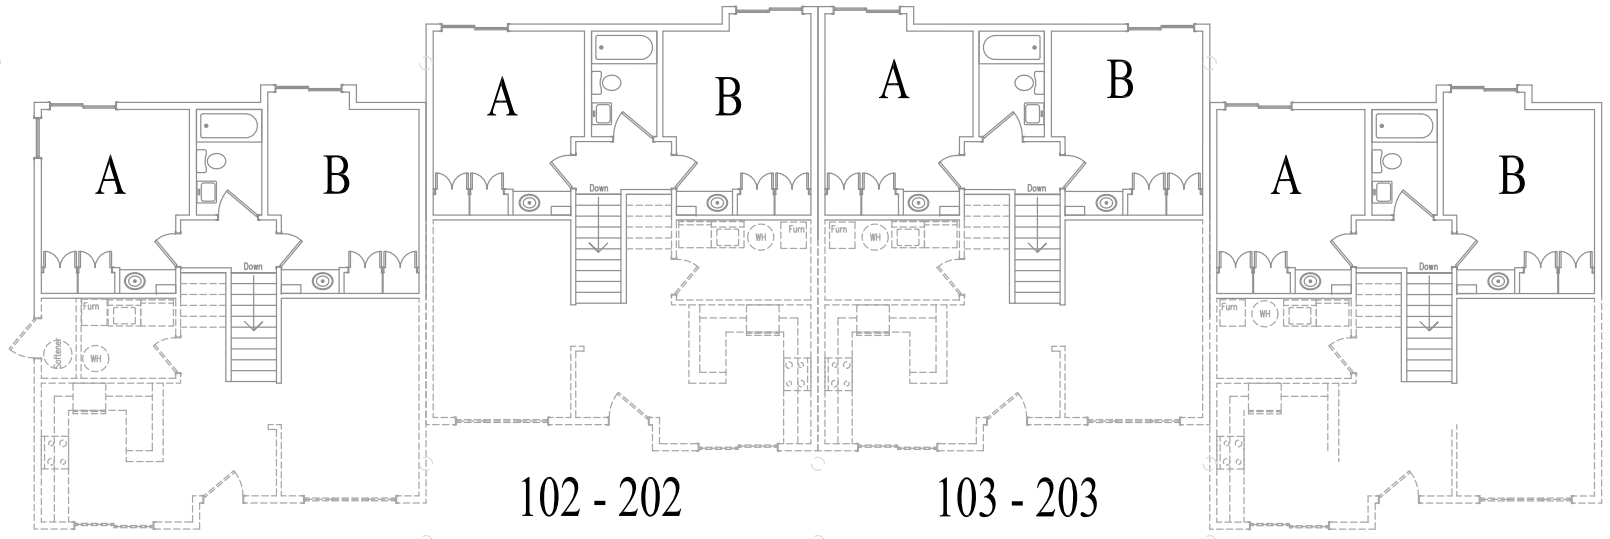 A
B
A
B
A
B
A
B
Down
Down
Down
Down
Furn
Furn
Furn
Furn
WH
WH
WH
WH
Softener
102 - 202
103 - 203